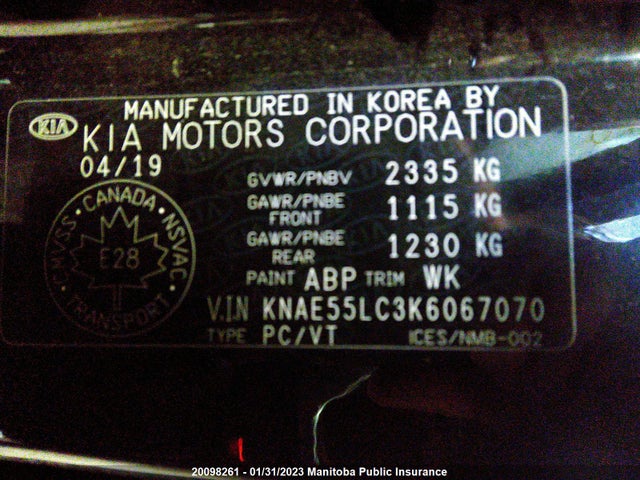 MANUFACTURED IN KOREA BY
KIA KIA MOTORS CORPORATION
04/19
GVWR/PNBV 2335 KG
GAWR/PNBE FRONT 1115 KG
GAWR/PNBE REAR 1230 KG
CANADA · NSVAC · TRANSPORT · CMVSS
E28
PAINT ABP TRIM WK
V.I.N KNAE55LC3K6067070
TYPE PC/VT ICES/NMB-002
20098261 - 01/31/2023 Manitoba Public Insurance